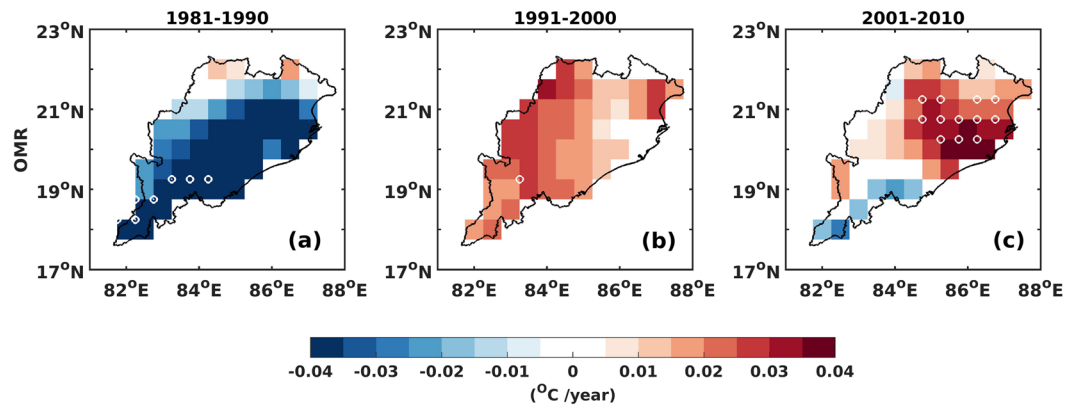 1981-1990 1991-2000 2001-2010
23°N 23°N 23°N
21°N 21°N 21°N
OMR
19°N 19°N 19°N
(a) (b) (c)
17°N 17°N 17°N
82°E 84°E 86°E 88°E 82°E 84°E 86°E 88°E 82°E 84°E 86°E 88°E
-0.04 -0.03 -0.02 -0.01 0 0.01 0.02 0.03 0.04
(°C /year)